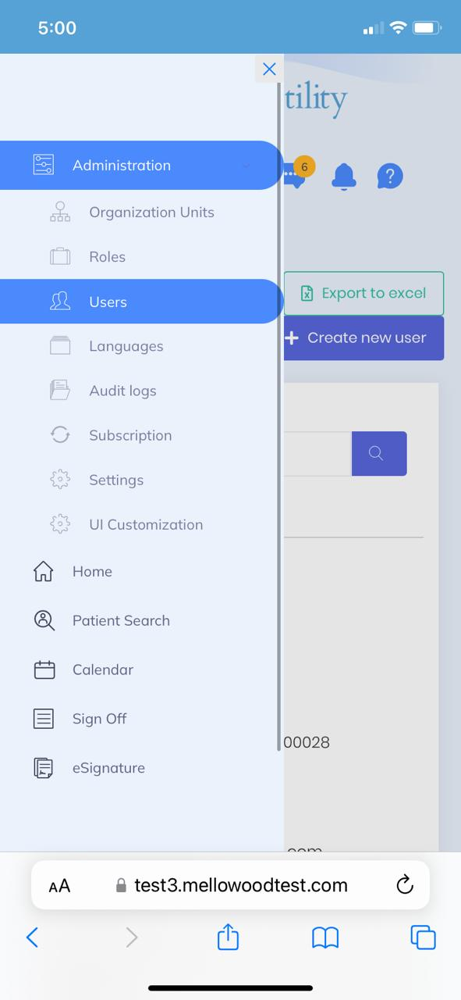 5:00
tility
Administration
6
Organization Units
Roles
Export to excel
Users
Create new user
Languages
Audit logs
Subscription
Settings
UI Customization
Home
Patient Search
Calendar
Sign Off
00028
eSignature
.com
AA test3.mellowoodtest.com